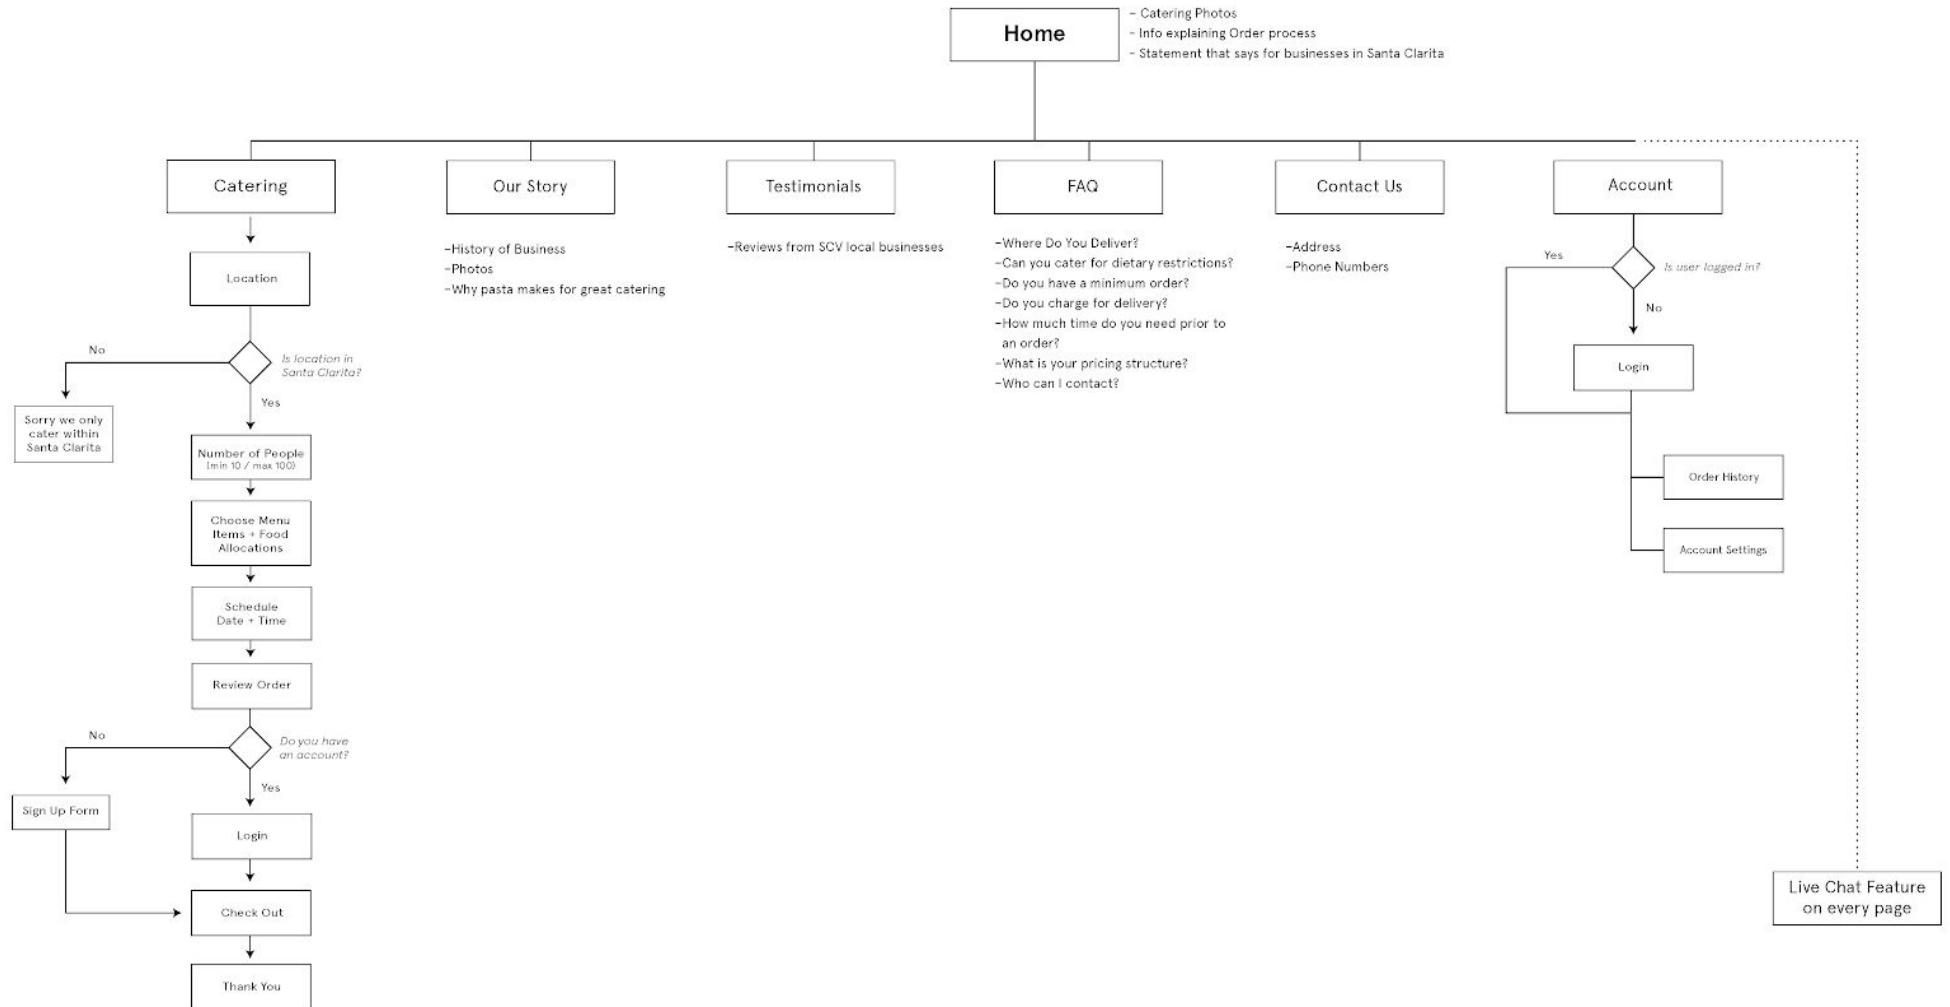 Home
- Catering Photos
- Info explaining Order process
- Statement that says for businesses in Santa Clarita
Catering
Our Story
Testimonials
FAQ
Contact Us
Account
Location
Is location in
Santa Clarita?
No
Yes
Sorry we only
cater within
Santa Clarita
Number of People
(min 10 / max 100)
Choose Menu
Items + Food
Allocations
Schedule
Date + Time
Review Order
Do you have
an account?
No
Yes
Sign Up Form
Login
Check Out
Thank You
-History of Business
-Photos
-Why pasta makes for great catering
-Reviews from SCV local businesses
-Where Do You Deliver?
-Can you cater for dietary restrictions?
-Do you have a minimum order?
-Do you charge for delivery?
-How much time do you need prior to
an order?
-What is your pricing structure?
-Who can I contact?
-Address
-Phone Numbers
Yes
Is user logged in?
No
Login
Order History
Account Settings
Live Chat Feature
on every page